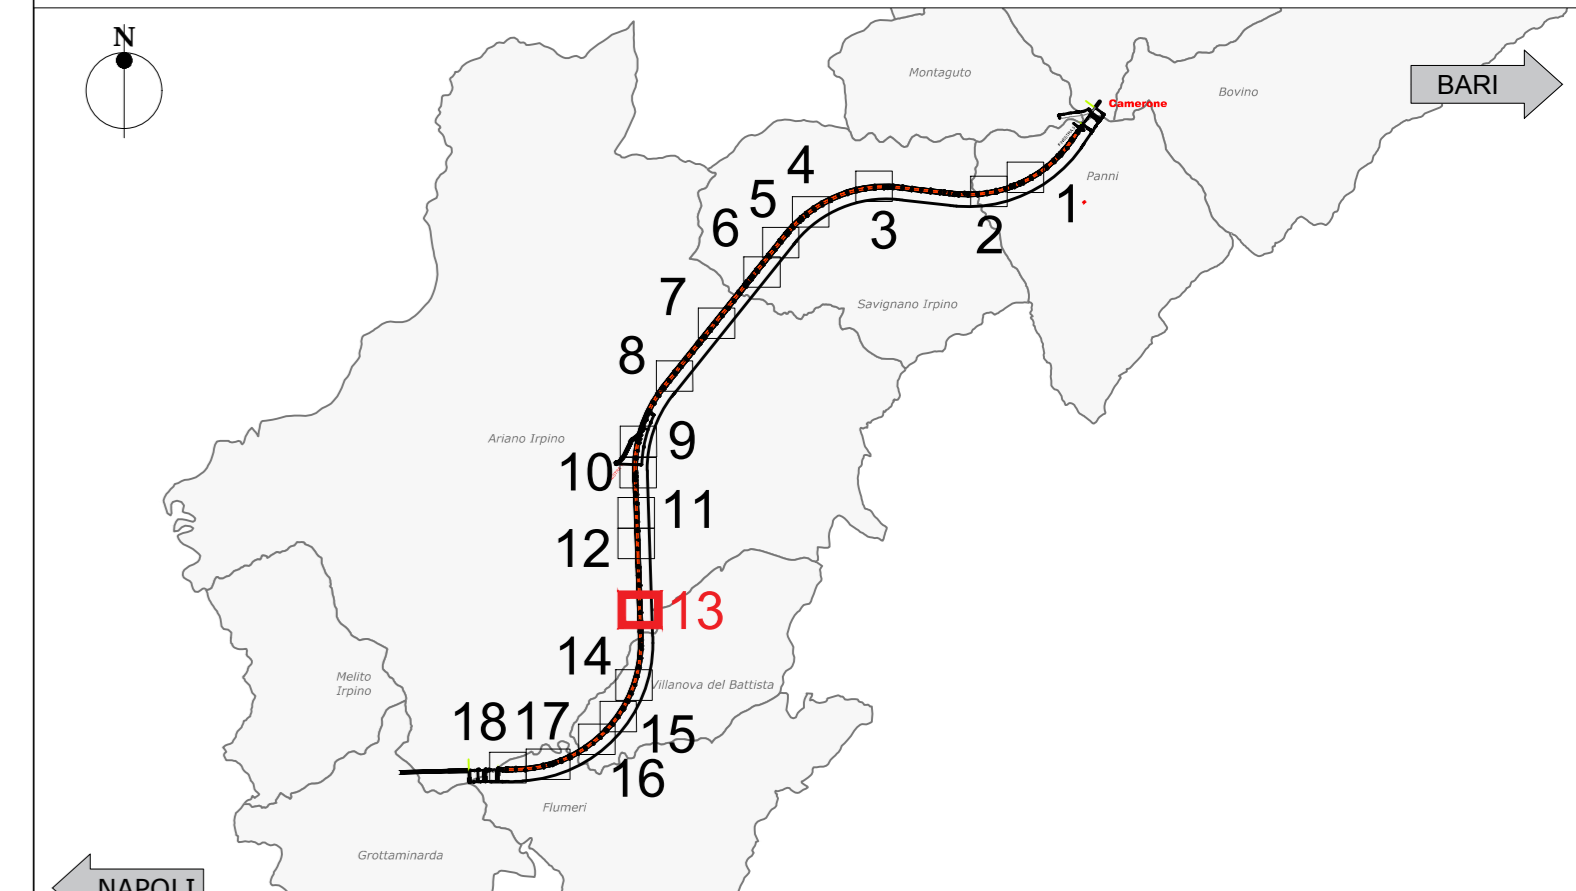 N
Montaguto
Bovino
BARI
Camerone
Panni
4
5
6
1
3
2
7
Savignano Irpino
8
Ariano Irpino
9
10
11
12
13
14
Melito
Irpino
Villanova del Battista
18
17
15
16
Flumeri
Grottaminarda
NAPOLI